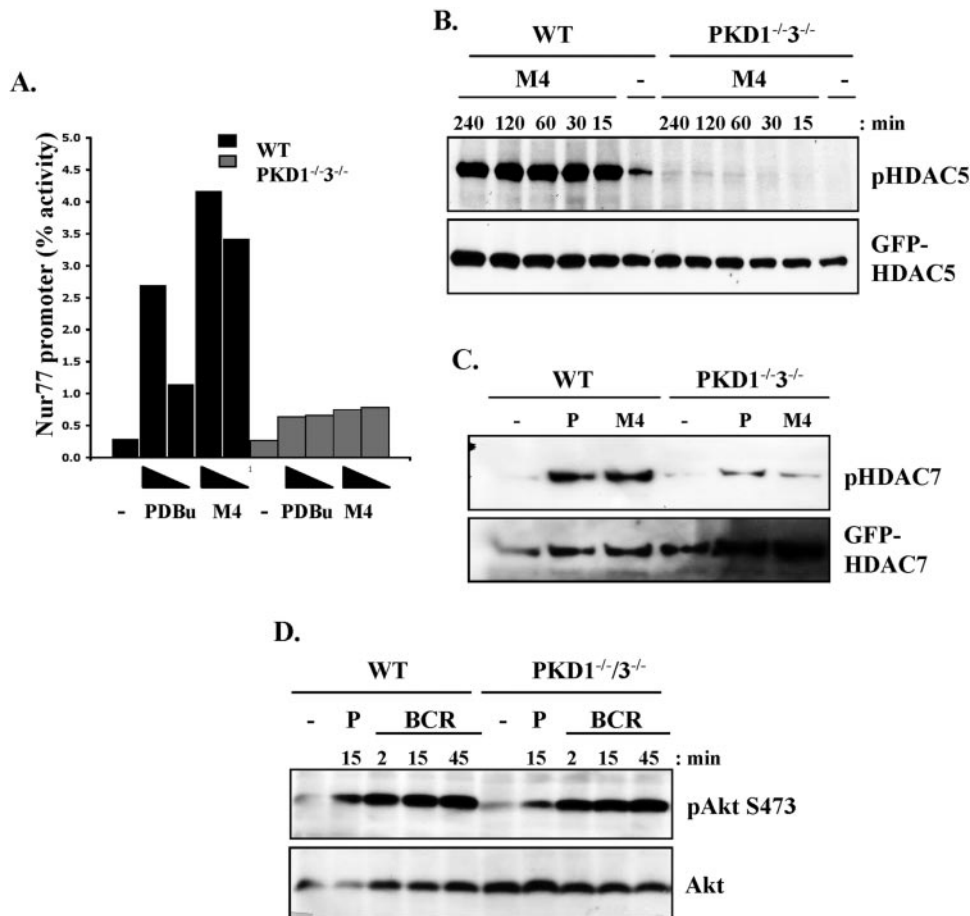 A.
Nur77 promoter (% activity)
5.0
4.5
4.0
3.5
3.0
2.5
2.0
1.5
1.0
0.5
0.0
WT
PKD1-/-3-/-
1
- PDBu M4 - PDBu M4
B.
WT PKD1-/-3-/-
M4 - M4 -
240 120 60 30 15 240 120 60 30 15 : min
pHDAC5
GFP-
HDAC5
C.
WT PKD1-/-3-/-
- P M4 - P M4
pHDAC7
GFP-
HDAC7
D.
WT PKD1-/-/3-/-
- P BCR - P BCR
15 2 15 45 15 2 15 45 : min
pAkt S473
Akt